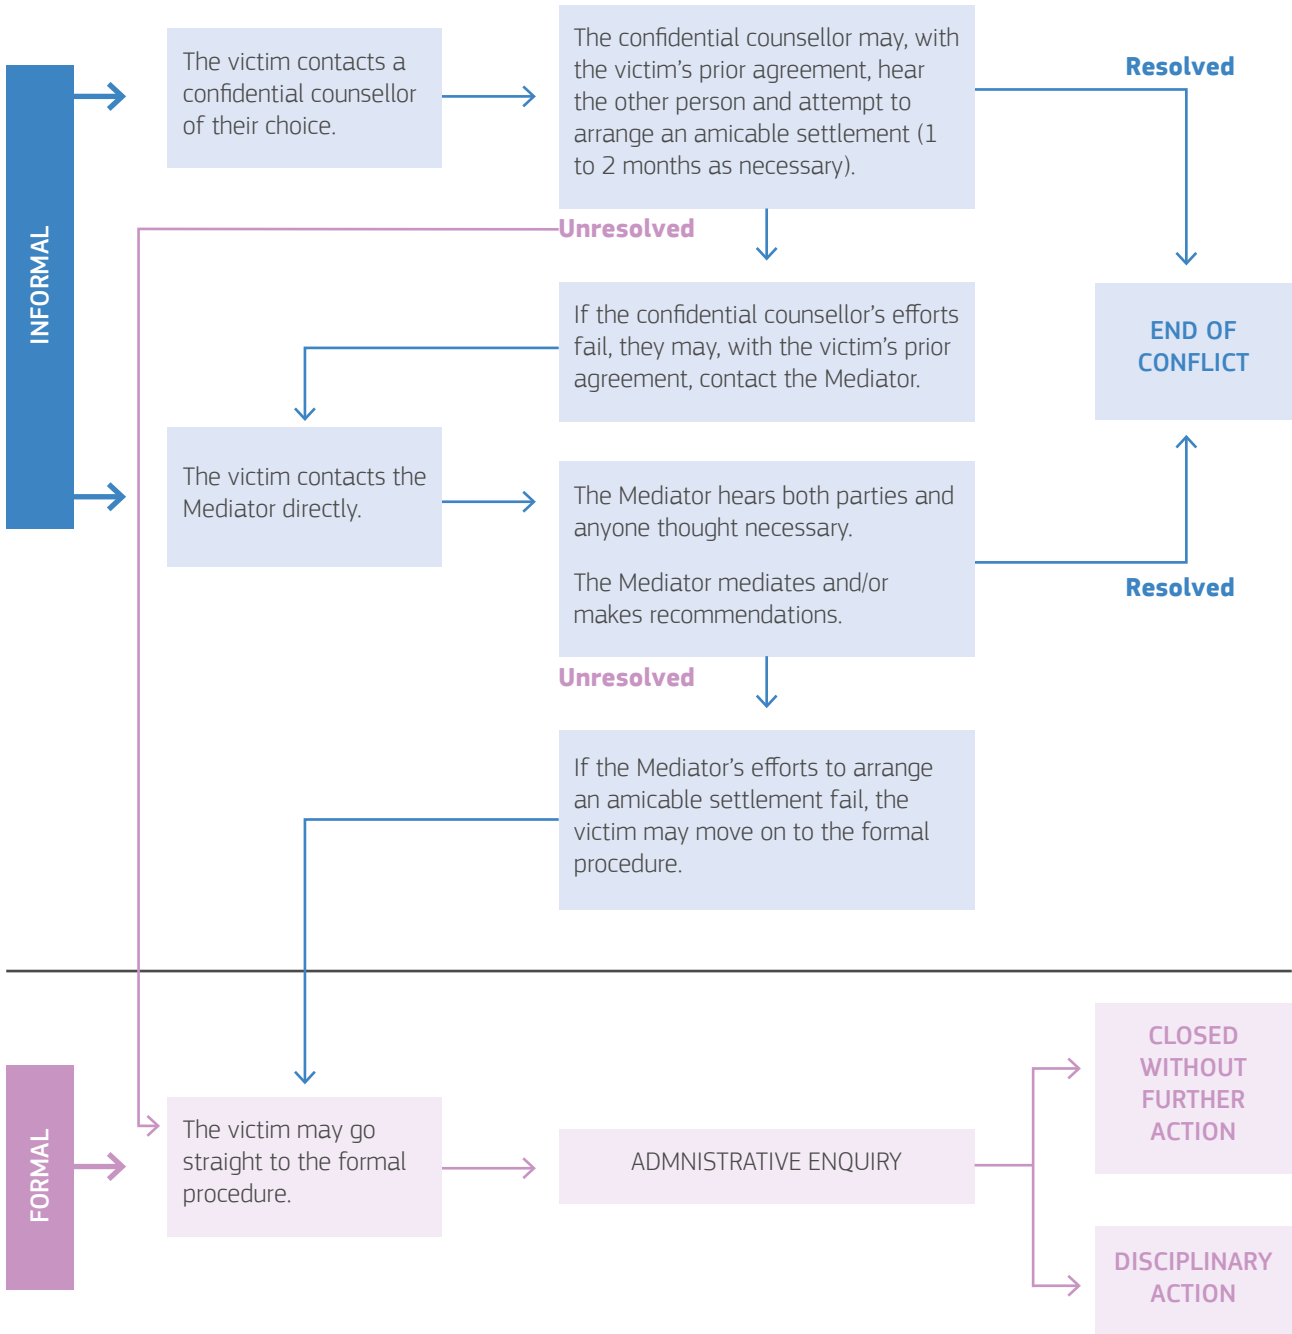 INFORMAL
The victim contacts a
confidential counsellor
of their choice.
The confidential counsellor may, with
the victim’s prior agreement, hear
the other person and attempt to
arrange an amicable settlement (1
to 2 months as necessary).
Resolved
Unresolved
If the confidential counsellor’s efforts
fail, they may, with the victim’s prior
agreement, contact the Mediator.
END OF
CONFLICT
The victim contacts the
Mediator directly.
The Mediator hears both parties and
anyone thought necessary.
The Mediator mediates and/or
makes recommendations.
Resolved
Unresolved
If the Mediator’s efforts to arrange
an amicable settlement fail, the
victim may move on to the formal
procedure.
FORMAL
The victim may go
straight to the formal
procedure.
ADMNISTRATIVE ENQUIRY
CLOSED
WITHOUT
FURTHER
ACTION
DISCIPLINARY
ACTION